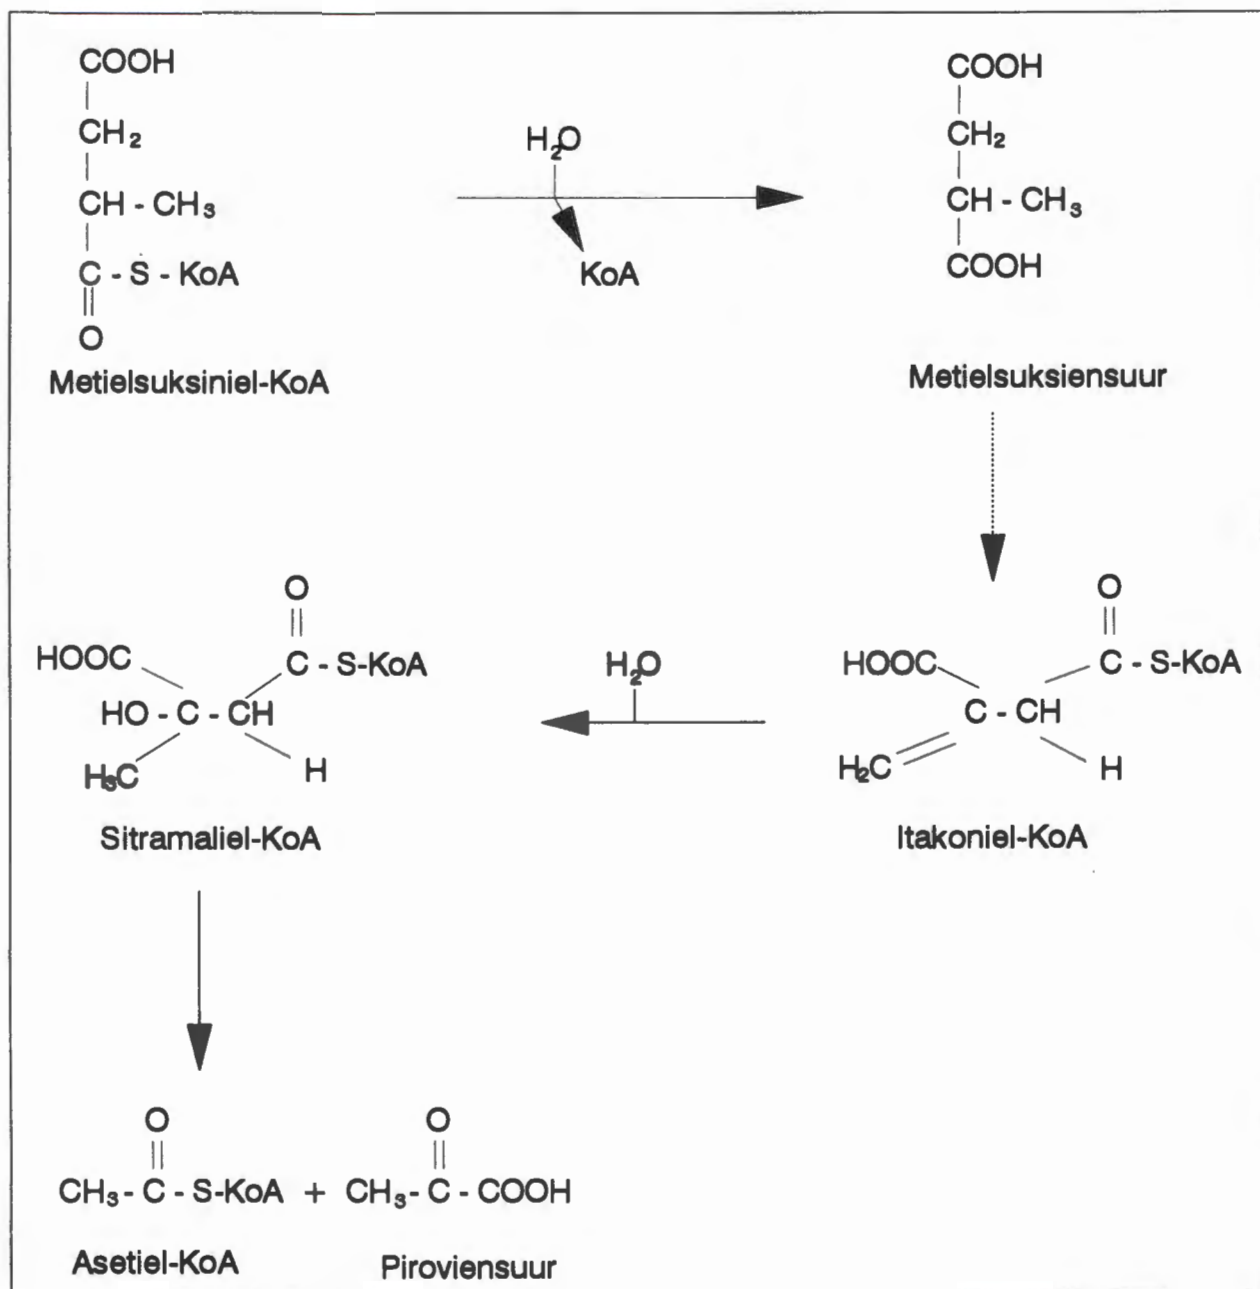 COOH
CH₂
CH - CH₃
C - S - KoA
O
Metielsuksiniel-KoA
H₂O
KoA
COOH
CH₂
CH - CH₃
COOH
Metielsuksiensuur
O
HOOC
C - S-KoA
C - CH
H₂C
H
Itakoniel-KoA
H₂O
O
HOOC
C - S-KoA
HO - C - CH
H₃C
H
Sitramaliel-KoA
O
CH₃ - C - S-KoA + CH₃ - C - COOH
O
Asetiel-KoA
Piroviensuur